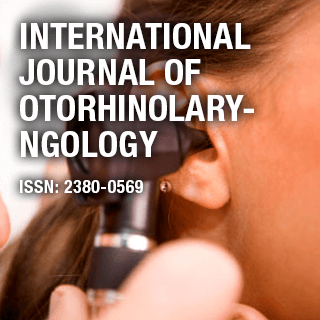 INTERNATIONAL
JOURNAL OF
OTORHINOLARY-
NGOLOGY
ISSN: 2380-0569